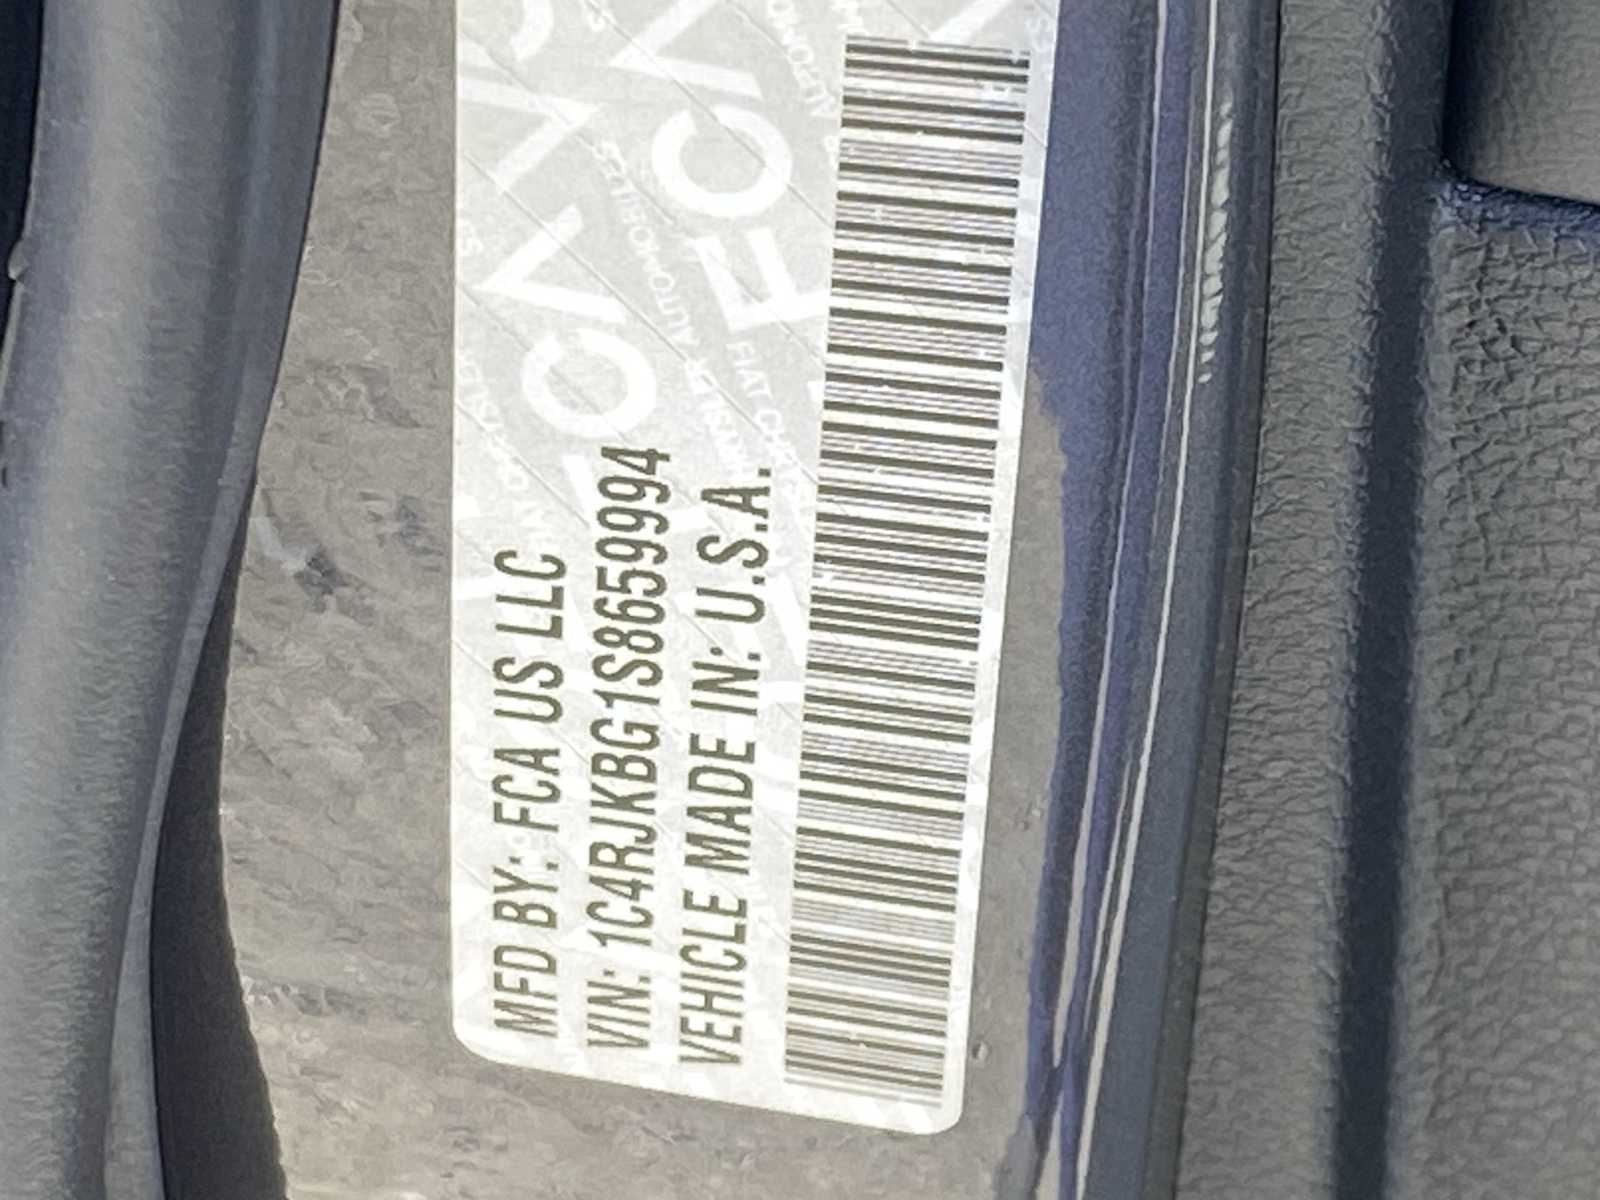 MFD BY: FCA US LLC
VIN: 1C4RJKBG1S8659994
VEHICLE MADE IN: U.S.A.